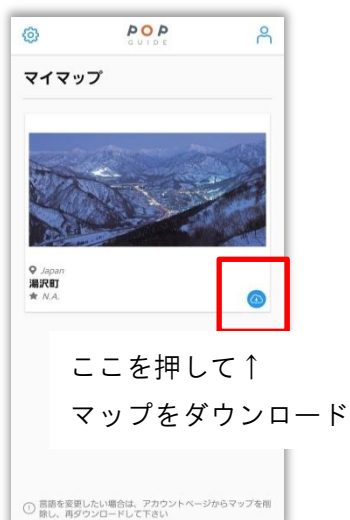 POP
GUIDE
マイマップ
Japan
湯沢町
N.A.
ここを押して↑
マップをダウンロード
言語を変更したい場合は、アカウントページからマップを削
除し、再ダウンロードして下さい